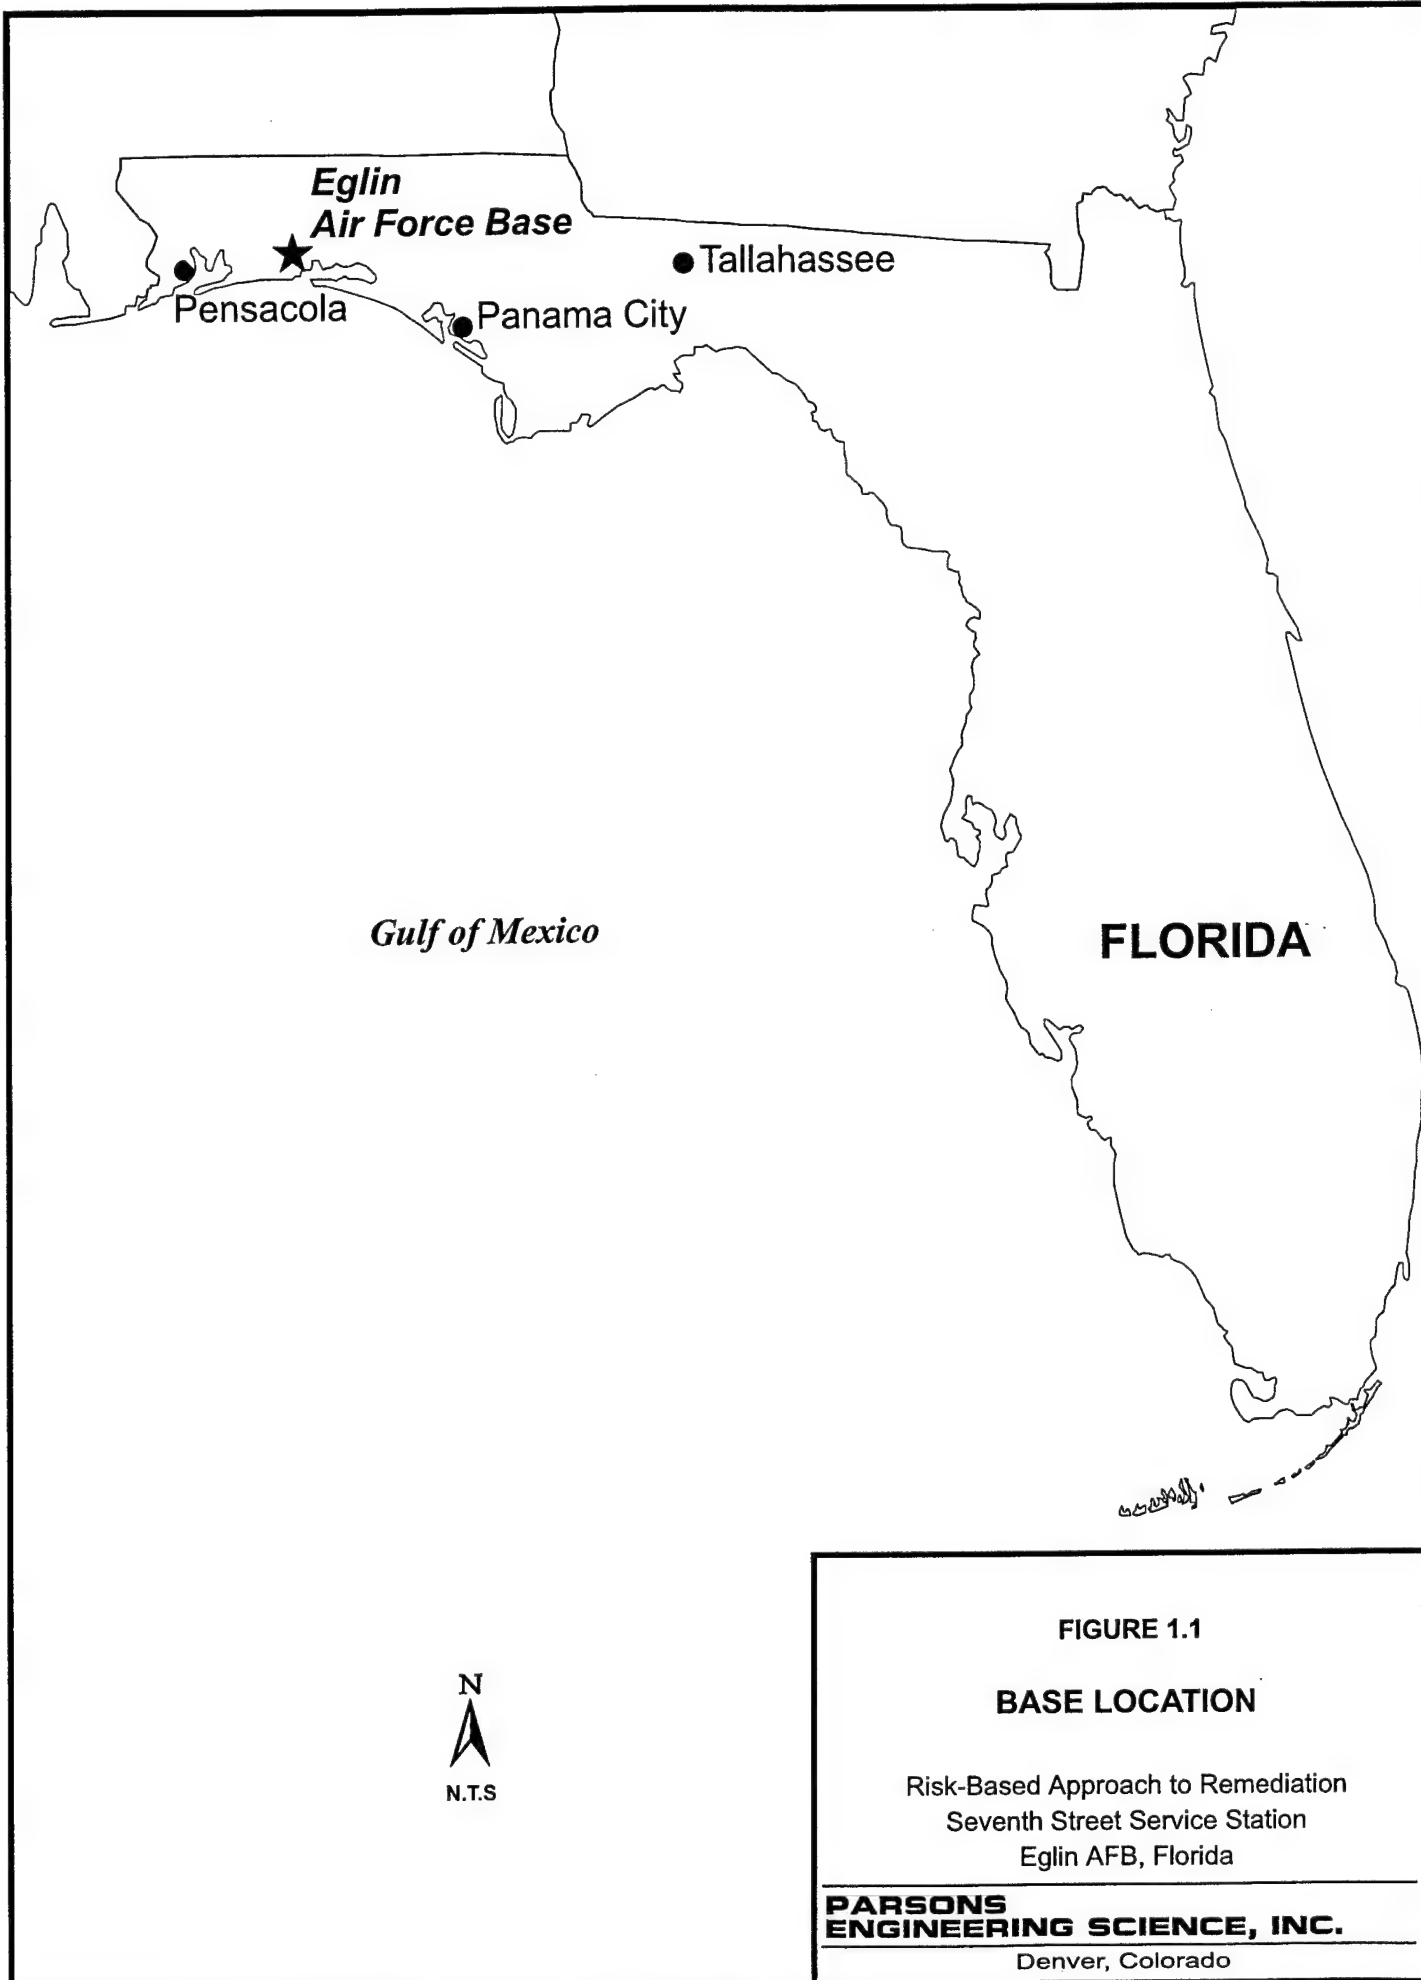 Eglin
Air Force Base
Tallahassee
Pensacola
Panama City
Gulf of Mexico
FLORIDA
N
N.T.S
FIGURE 1.1
BASE LOCATION
Risk-Based Approach to Remediation
Seventh Street Service Station
Eglin AFB, Florida
PARSONS
ENGINEERING SCIENCE, INC.
Denver, Colorado